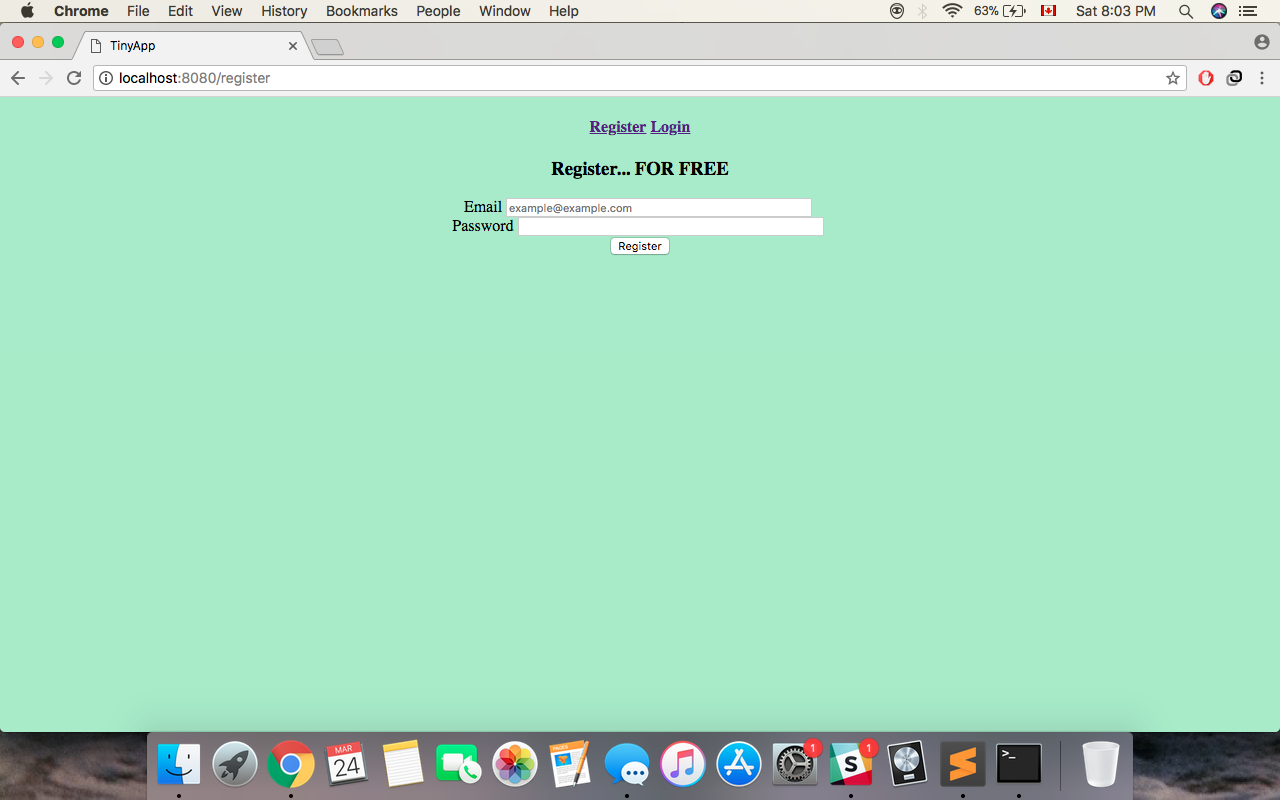 Chrome File Edit View History Bookmarks People Window Help 63% Sat 8:03 PM
TinyApp
localhost:8080/register
Register Login
Register... FOR FREE
Email example@example.com
Password
Register
MAR
24
PAGES
1
1
S
>_